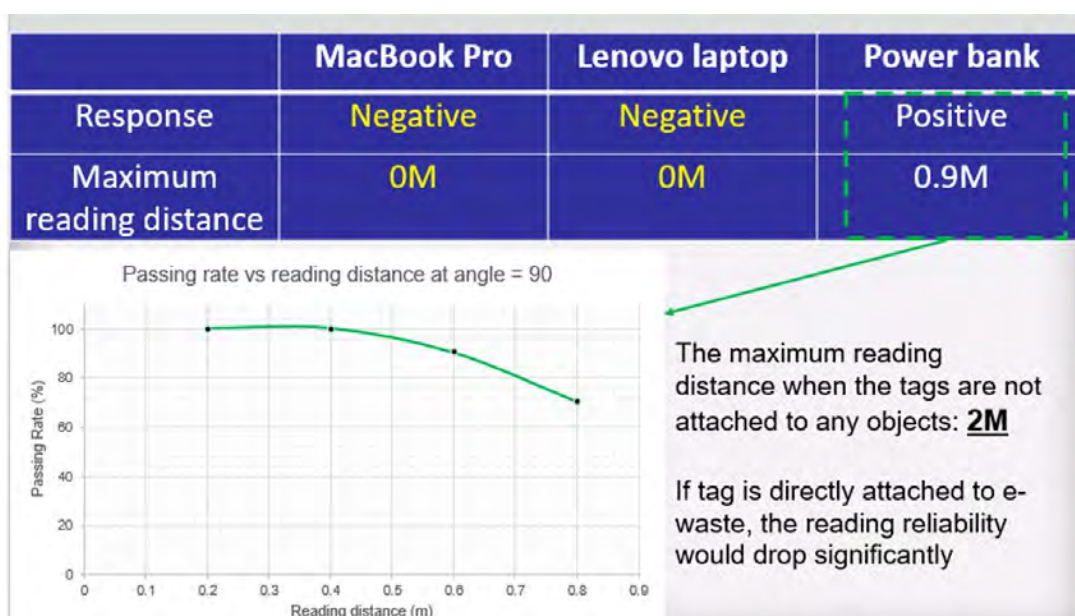 MacBook Pro Lenovo laptop Power bank
Response Negative Negative Positive
Maximum reading distance 0M 0M 0.9M
Passing rate vs reading distance at angle = 90
Passing Rate (%)
100
80
60
40
20
0
0 0.1 0.2 0.3 0.4 0.5 0.6 0.7 0.8 0.9
Reading distance (m)
The maximum reading
distance when the tags are not
attached to any objects: 2M
If tag is directly attached to e-
waste, the reading reliability
would drop significantly